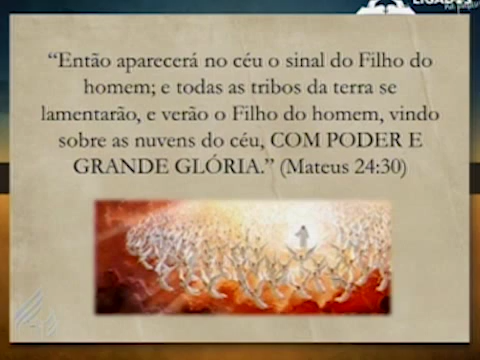 LIGADOS
“Então aparecerá no céu o sinal do Filho do
homem; e todas as tribos da terra se
lamentarão, e verão o Filho do homem, vindo
sobre as nuvens do céu, COM PODER E
GRANDE GLÓRIA.” (Mateus 24:30)